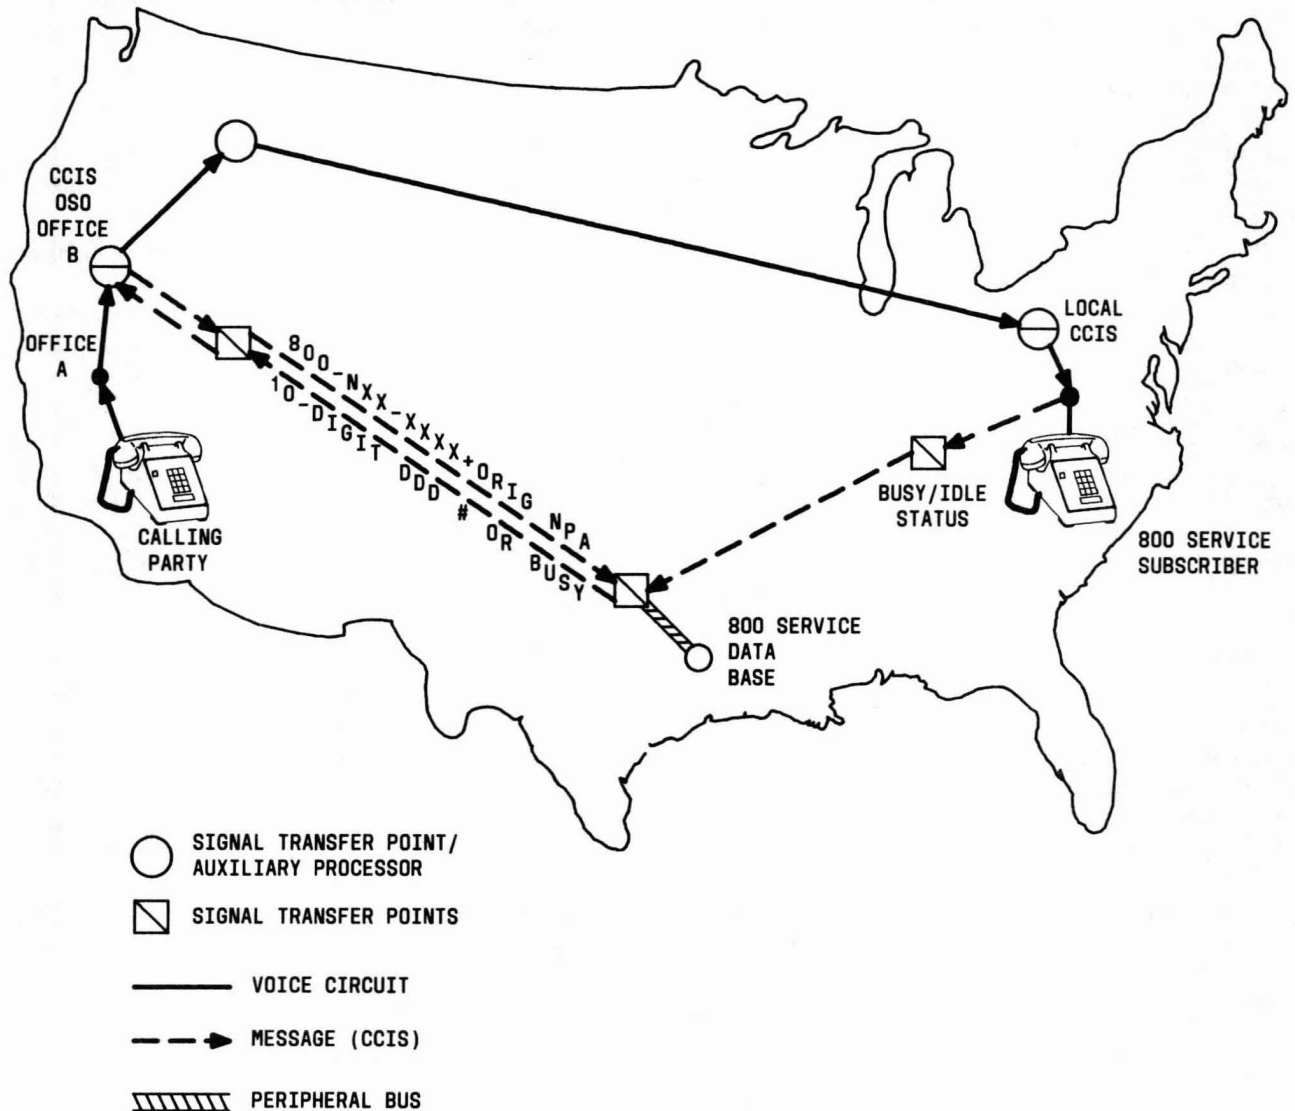 CCIS
OSO
OFFICE
B
OFFICE
A
CALLING
PARTY
800-NXX-XXXX+ORIG NPA
10-DIGIT DDD # OR BUSY
LOCAL
CCIS
BUSY/IDLE
STATUS
800 SERVICE
SUBSCRIBER
800 SERVICE
DATA
BASE
SIGNAL TRANSFER POINT/
AUXILIARY PROCESSOR
SIGNAL TRANSFER POINTS
VOICE CIRCUIT
MESSAGE (CCIS)
PERIPHERAL BUS